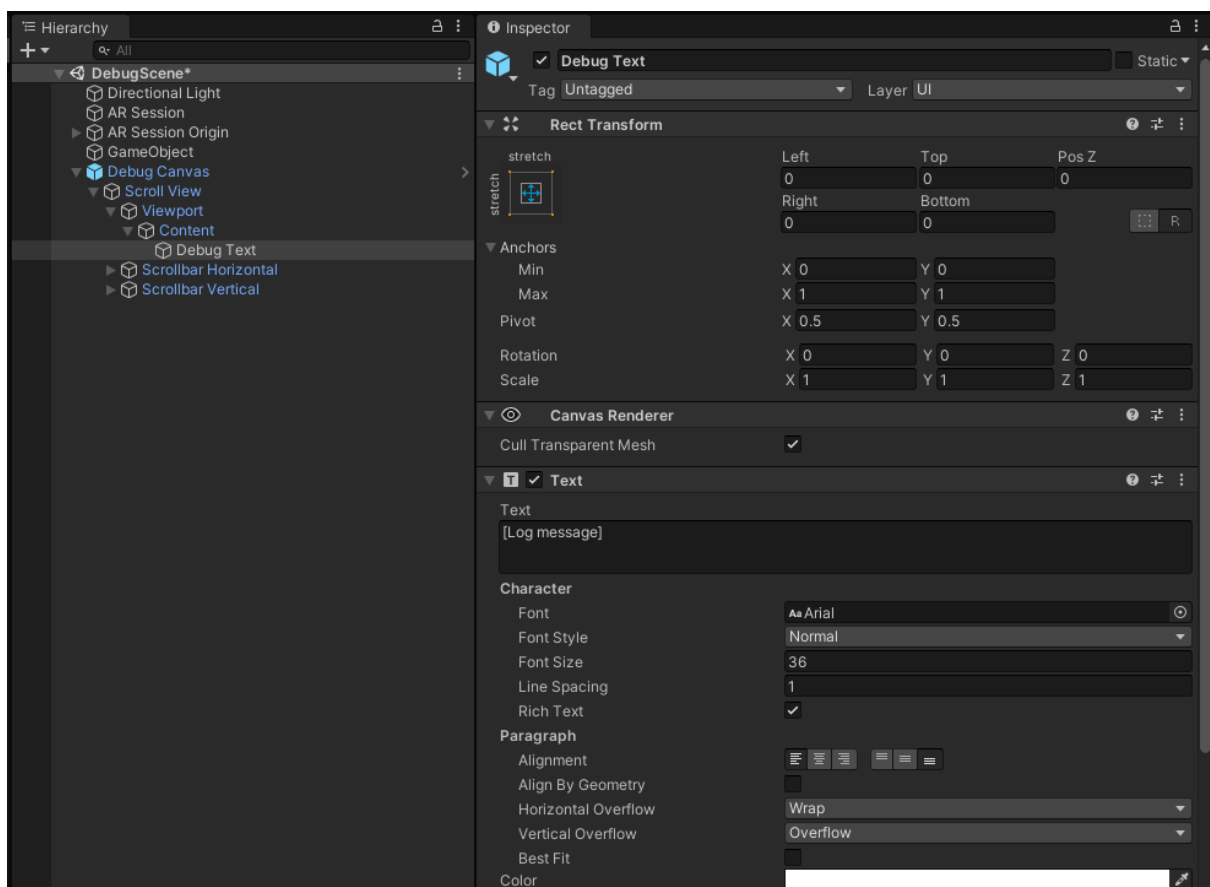 Hierarchy
All
DebugScene*
Directional Light
AR Session
AR Session Origin
GameObject
Debug Canvas
Scroll View
Viewport
Content
Debug Text
Scrollbar Horizontal
Scrollbar Vertical
Inspector
Debug Text Static
Tag Untagged Layer UI
Rect Transform
stretch
stretch
Left Top Pos Z
0 0 0
Right Bottom
0 0 R
Anchors
Min X 0 Y 0
Max X 1 Y 1
Pivot X 0.5 Y 0.5
Rotation X 0 Y 0 Z 0
Scale X 1 Y 1 Z 1
Canvas Renderer
Cull Transparent Mesh
T Text
Text
[Log message]
Character
Font Aa Arial
Font Style Normal
Font Size 36
Line Spacing 1
Rich Text
Paragraph
Alignment
Align By Geometry
Horizontal Overflow Wrap
Vertical Overflow Overflow
Best Fit
Color